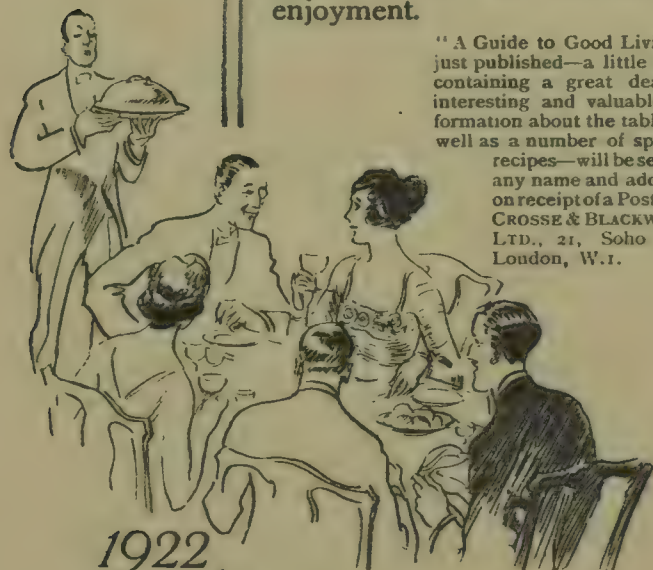 enjoyment.
"A Guide to Good Livi
just published—a little
containing a great dea
interesting and valuabl
formation about the tabl
well as a number of sp
recipes—will be se
any name and add
on receipt of a Post
CROSSE & BLACKW
LTD., 21, Soho
London, W.1.
1922